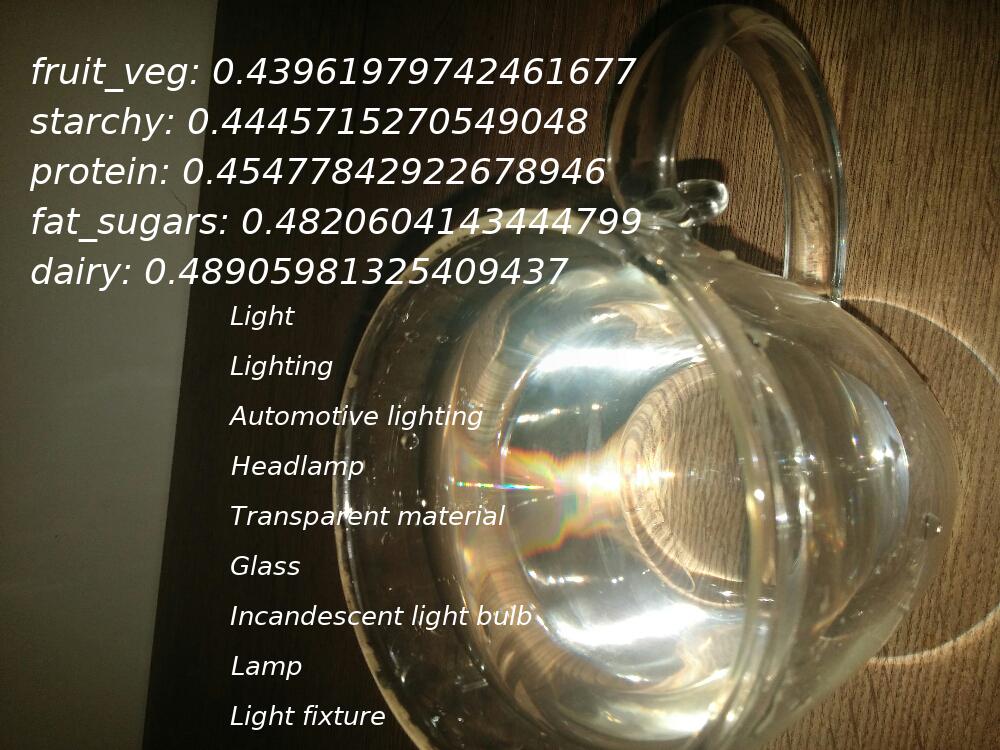 fruit_veg: 0.43961979742461677
starchy: 0.4445715270549048
protein: 0.45477842922678946
fat_sugars: 0.4820604143444799
dairy: 0.48905981325409437
Light
Lighting
Automotive lighting
Headlamp
Transparent material
Glass
Incandescent light bulb
Lamp
Light fixture